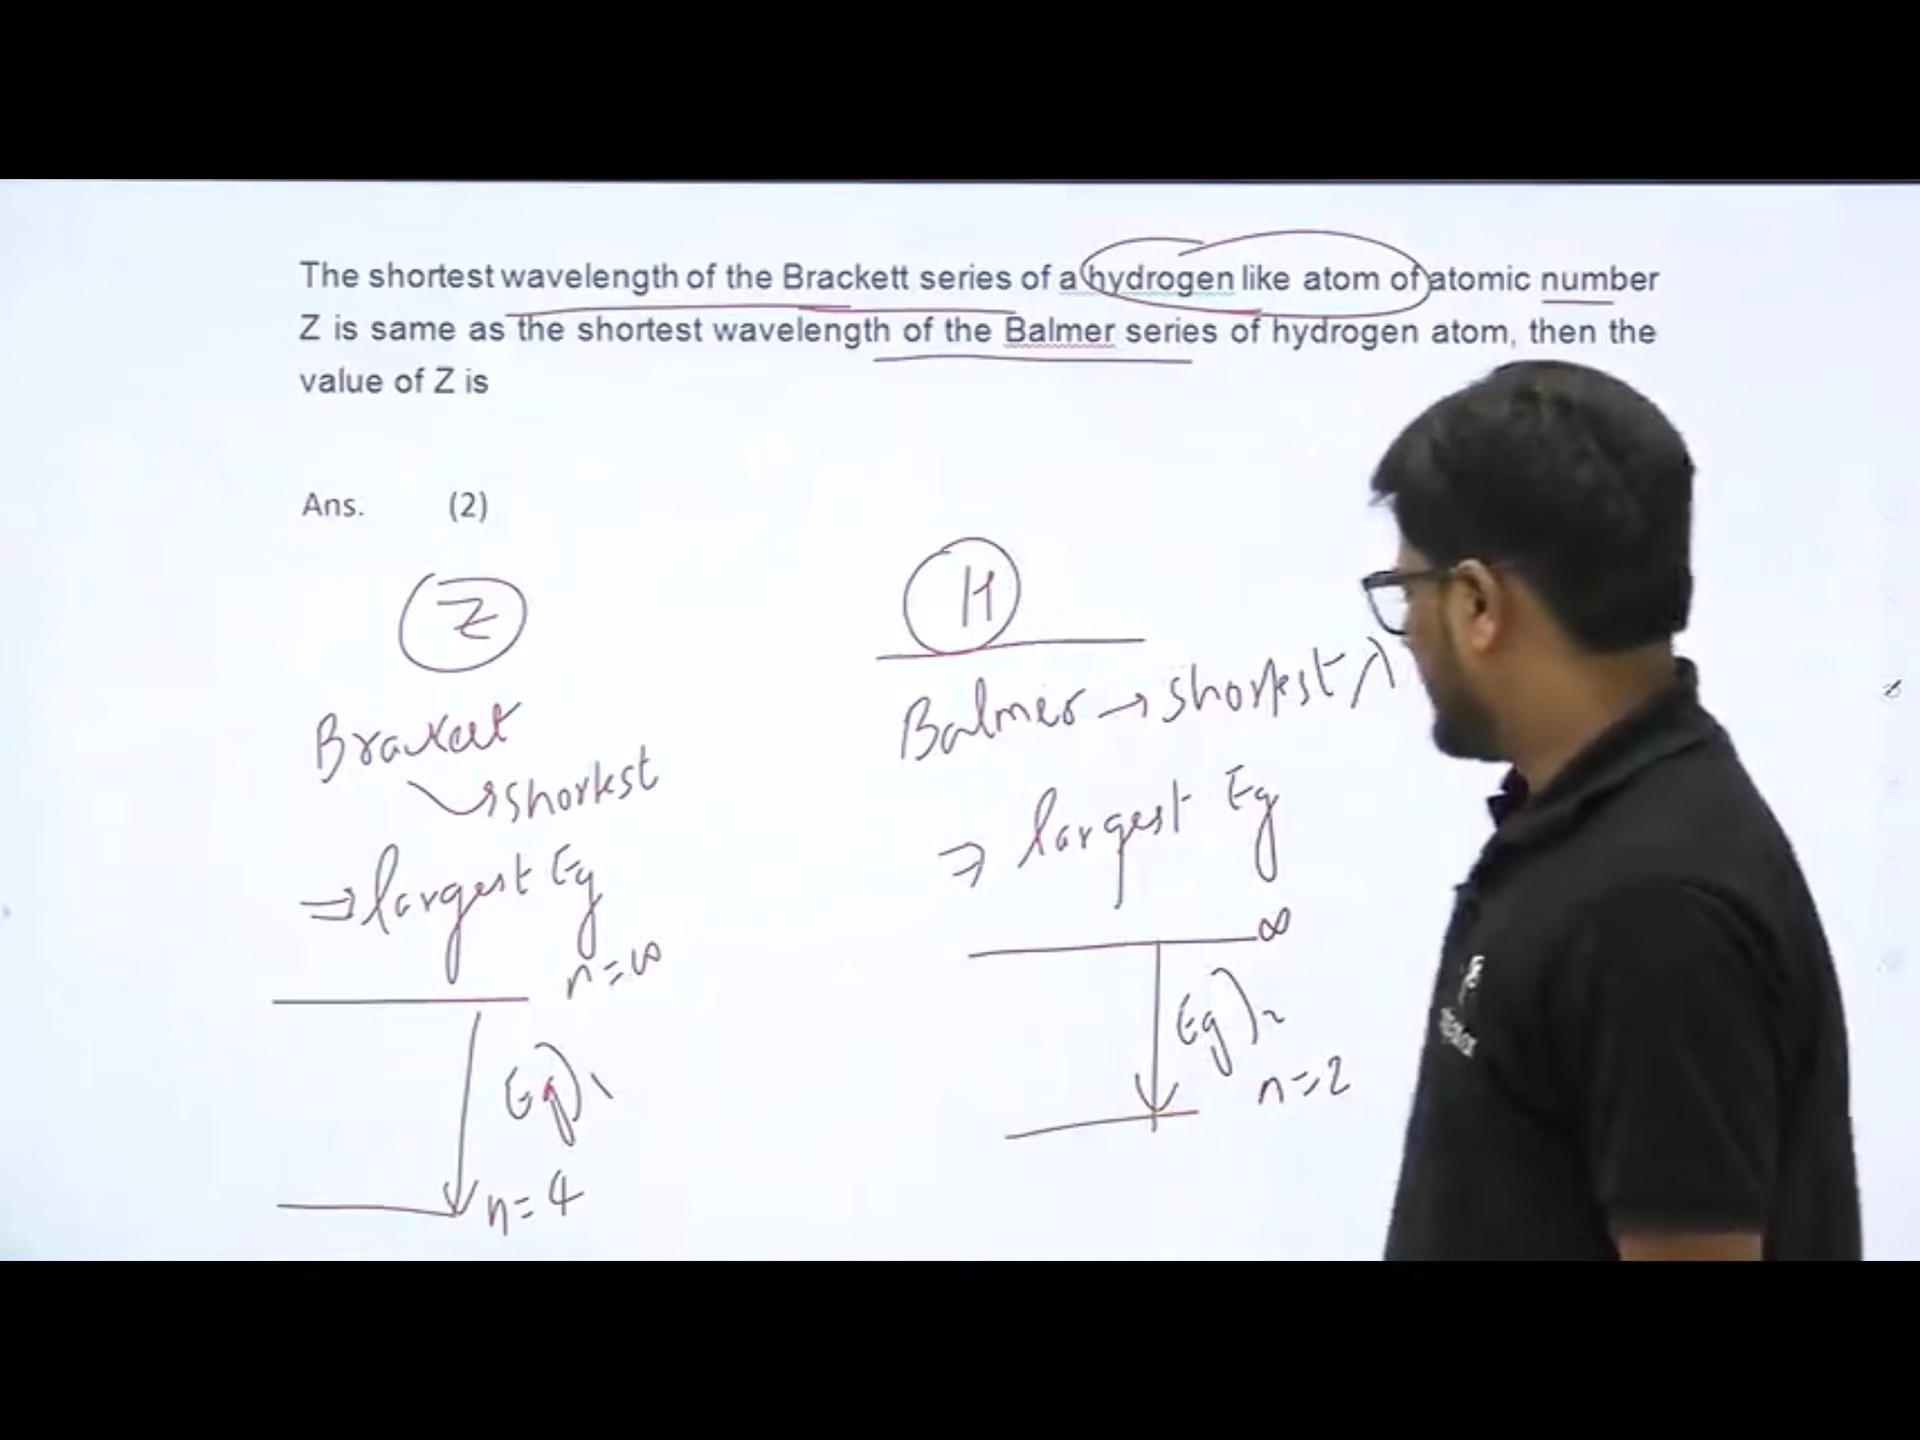 The shortest wavelength of the Brackett series of a hydrogen like atom of atomic number
Z is same as the shortest wavelength of the Balmer series of hydrogen atom, then the
value of Z is
Ans. (2)
Z
H
Bracket
shortest
⇒ largest Eg
n=∞
Eg)1
n=4
Balmer → shortest λ
⇒ largest Eg
∞
Eg)2
n=2